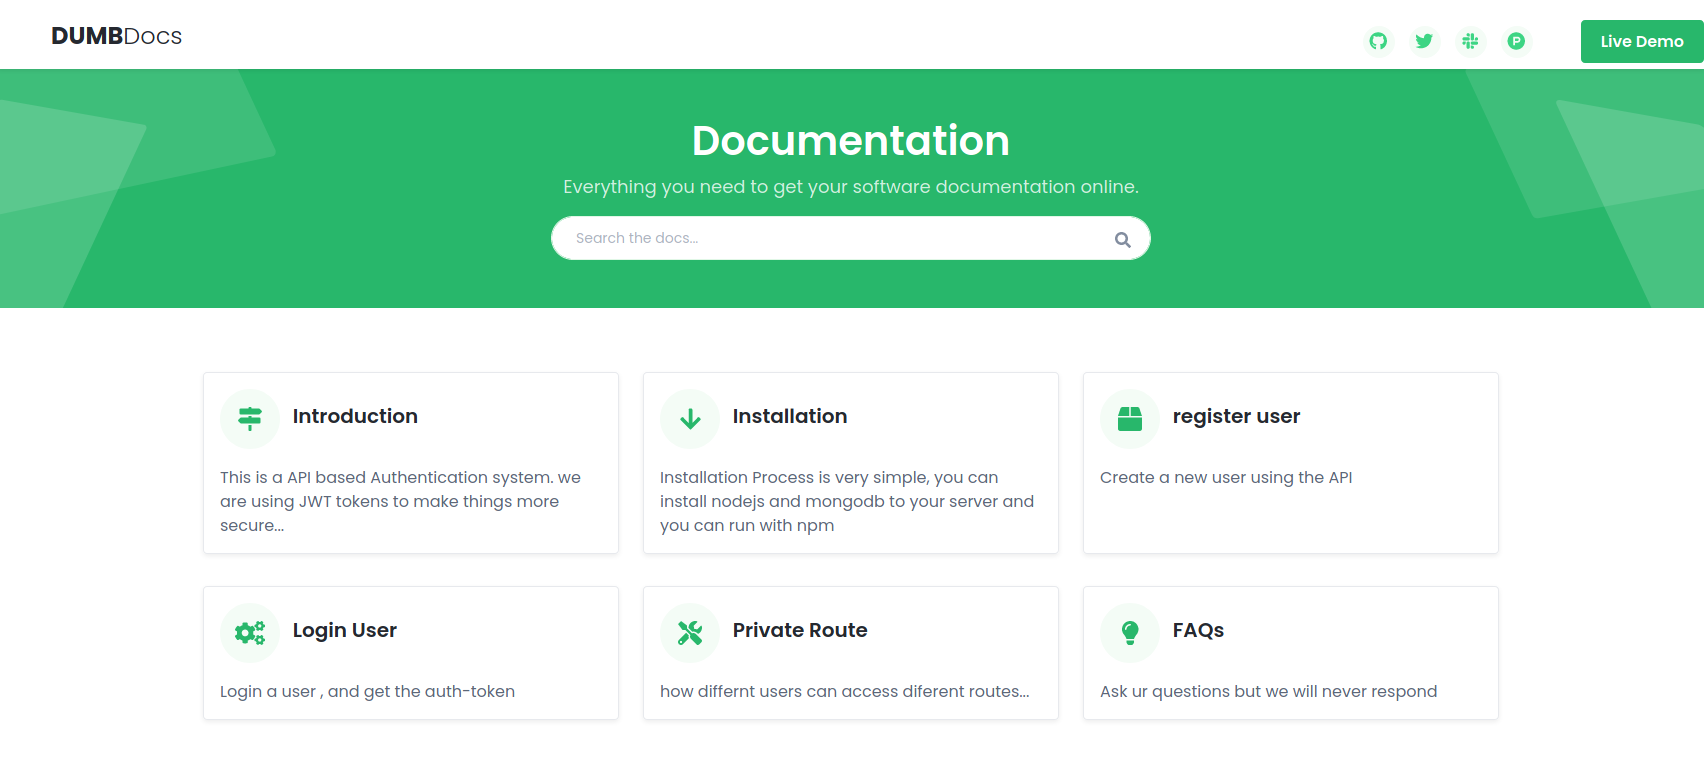 DUMBDocs
Live Demo
Documentation
Everything you need to get your software documentation online.
Search the docs...
Introduction
This is a API based Authentication system. we
are using JWT tokens to make things more
secure...
Installation
Installation Process is very simple, you can
install nodejs and mongodb to your server and
you can run with npm
register user
Create a new user using the API
Login User
Login a user , and get the auth-token
Private Route
how differnt users can access diferent routes...
FAQs
Ask ur questions but we will never respond